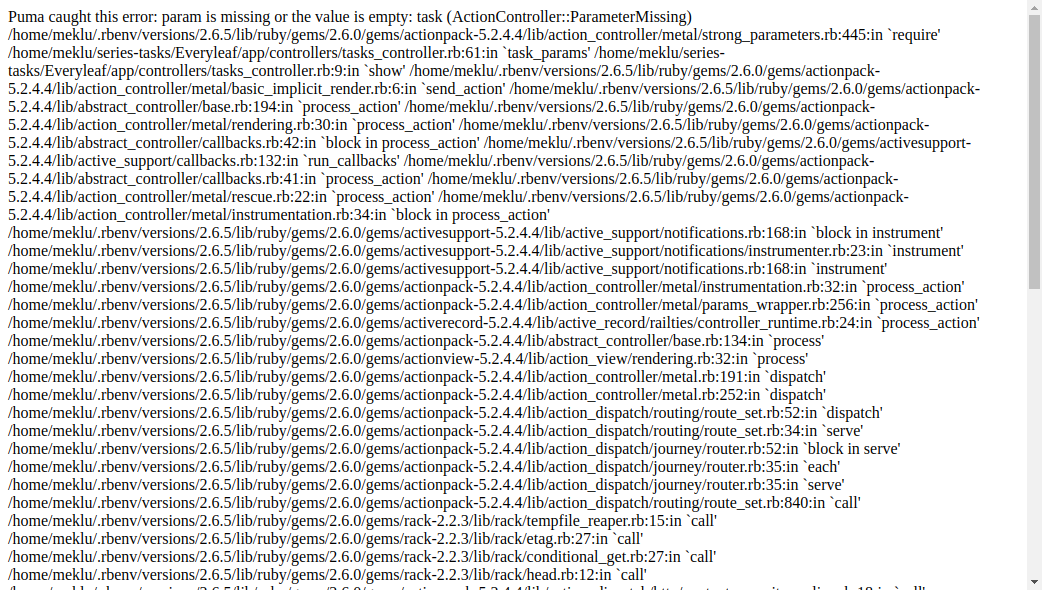 Puma caught this error: param is missing or the value is empty: task (ActionController::ParameterMissing)
/home/meklu/.rbenv/versions/2.6.5/lib/ruby/gems/2.6.0/gems/actionpack-5.2.4.4/lib/action_controller/metal/strong_parameters.rb:445:in `require'
/home/meklu/series-tasks/Everyleaf/app/controllers/tasks_controller.rb:61:in `task_params' /home/meklu/series-
tasks/Everyleaf/app/controllers/tasks_controller.rb:9:in `show' /home/meklu/.rbenv/versions/2.6.5/lib/ruby/gems/2.6.0/gems/actionpack-
5.2.4.4/lib/action_controller/metal/basic_implicit_render.rb:6:in `send_action' /home/meklu/.rbenv/versions/2.6.5/lib/ruby/gems/2.6.0/gems/actionpack-
5.2.4.4/lib/abstract_controller/base.rb:194:in `process_action' /home/meklu/.rbenv/versions/2.6.5/lib/ruby/gems/2.6.0/gems/actionpack-
5.2.4.4/lib/action_controller/metal/rendering.rb:30:in `process_action' /home/meklu/.rbenv/versions/2.6.5/lib/ruby/gems/2.6.0/gems/actionpack-
5.2.4.4/lib/abstract_controller/callbacks.rb:42:in `block in process_action' /home/meklu/.rbenv/versions/2.6.5/lib/ruby/gems/2.6.0/gems/activesupport-
5.2.4.4/lib/active_support/callbacks.rb:132:in `run_callbacks' /home/meklu/.rbenv/versions/2.6.5/lib/ruby/gems/2.6.0/gems/actionpack-
5.2.4.4/lib/abstract_controller/callbacks.rb:41:in `process_action' /home/meklu/.rbenv/versions/2.6.5/lib/ruby/gems/2.6.0/gems/actionpack-
5.2.4.4/lib/action_controller/metal/rescue.rb:22:in `process_action' /home/meklu/.rbenv/versions/2.6.5/lib/ruby/gems/2.6.0/gems/actionpack-
5.2.4.4/lib/action_controller/metal/instrumentation.rb:34:in `block in process_action'
/home/meklu/.rbenv/versions/2.6.5/lib/ruby/gems/2.6.0/gems/activesupport-5.2.4.4/lib/active_support/notifications.rb:168:in `block in instrument'
/home/meklu/.rbenv/versions/2.6.5/lib/ruby/gems/2.6.0/gems/activesupport-5.2.4.4/lib/active_support/notifications/instrumenter.rb:23:in `instrument'
/home/meklu/.rbenv/versions/2.6.5/lib/ruby/gems/2.6.0/gems/activesupport-5.2.4.4/lib/active_support/notifications.rb:168:in `instrument'
/home/meklu/.rbenv/versions/2.6.5/lib/ruby/gems/2.6.0/gems/actionpack-5.2.4.4/lib/action_controller/metal/instrumentation.rb:32:in `process_action'
/home/meklu/.rbenv/versions/2.6.5/lib/ruby/gems/2.6.0/gems/actionpack-5.2.4.4/lib/action_controller/metal/params_wrapper.rb:256:in `process_action'
/home/meklu/.rbenv/versions/2.6.5/lib/ruby/gems/2.6.0/gems/activerecord-5.2.4.4/lib/active_record/railties/controller_runtime.rb:24:in `process_action'
/home/meklu/.rbenv/versions/2.6.5/lib/ruby/gems/2.6.0/gems/actionpack-5.2.4.4/lib/abstract_controller/base.rb:134:in `process'
/home/meklu/.rbenv/versions/2.6.5/lib/ruby/gems/2.6.0/gems/actionview-5.2.4.4/lib/action_view/rendering.rb:32:in `process'
/home/meklu/.rbenv/versions/2.6.5/lib/ruby/gems/2.6.0/gems/actionpack-5.2.4.4/lib/action_controller/metal.rb:191:in `dispatch'
/home/meklu/.rbenv/versions/2.6.5/lib/ruby/gems/2.6.0/gems/actionpack-5.2.4.4/lib/action_controller/metal.rb:252:in `dispatch'
/home/meklu/.rbenv/versions/2.6.5/lib/ruby/gems/2.6.0/gems/actionpack-5.2.4.4/lib/action_dispatch/routing/route_set.rb:52:in `dispatch'
/home/meklu/.rbenv/versions/2.6.5/lib/ruby/gems/2.6.0/gems/actionpack-5.2.4.4/lib/action_dispatch/routing/route_set.rb:34:in `serve'
/home/meklu/.rbenv/versions/2.6.5/lib/ruby/gems/2.6.0/gems/actionpack-5.2.4.4/lib/action_dispatch/journey/router.rb:52:in `block in serve'
/home/meklu/.rbenv/versions/2.6.5/lib/ruby/gems/2.6.0/gems/actionpack-5.2.4.4/lib/action_dispatch/journey/router.rb:35:in `each'
/home/meklu/.rbenv/versions/2.6.5/lib/ruby/gems/2.6.0/gems/actionpack-5.2.4.4/lib/action_dispatch/journey/router.rb:35:in `serve'
/home/meklu/.rbenv/versions/2.6.5/lib/ruby/gems/2.6.0/gems/actionpack-5.2.4.4/lib/action_dispatch/routing/route_set.rb:840:in `call'
/home/meklu/.rbenv/versions/2.6.5/lib/ruby/gems/2.6.0/gems/rack-2.2.3/lib/rack/tempfile_reaper.rb:15:in `call'
/home/meklu/.rbenv/versions/2.6.5/lib/ruby/gems/2.6.0/gems/rack-2.2.3/lib/rack/etag.rb:27:in `call'
/home/meklu/.rbenv/versions/2.6.5/lib/ruby/gems/2.6.0/gems/rack-2.2.3/lib/rack/conditional_get.rb:27:in `call'
/home/meklu/.rbenv/versions/2.6.5/lib/ruby/gems/2.6.0/gems/rack-2.2.3/lib/rack/head.rb:12:in `call'